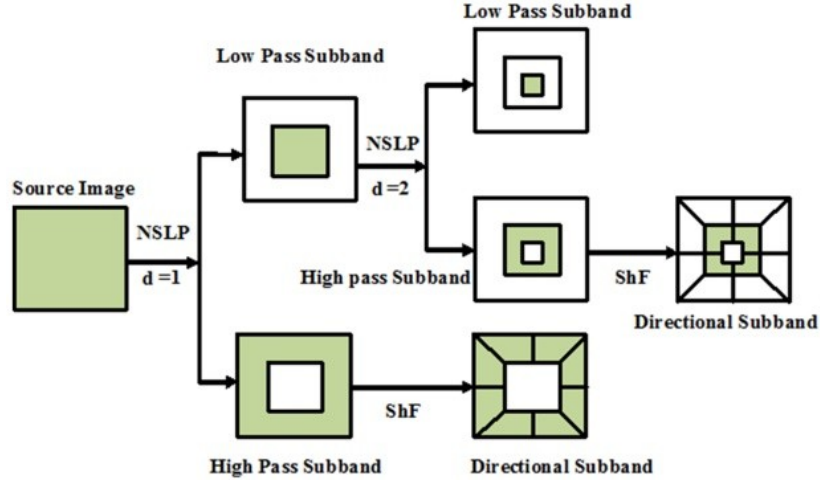 Low Pass Subband
Low Pass Subband
NSLP
d =2
Source Image
NSLP
d =1
High pass Subband
ShF
Directional Subband
ShF
High Pass Subband
Directional Subband